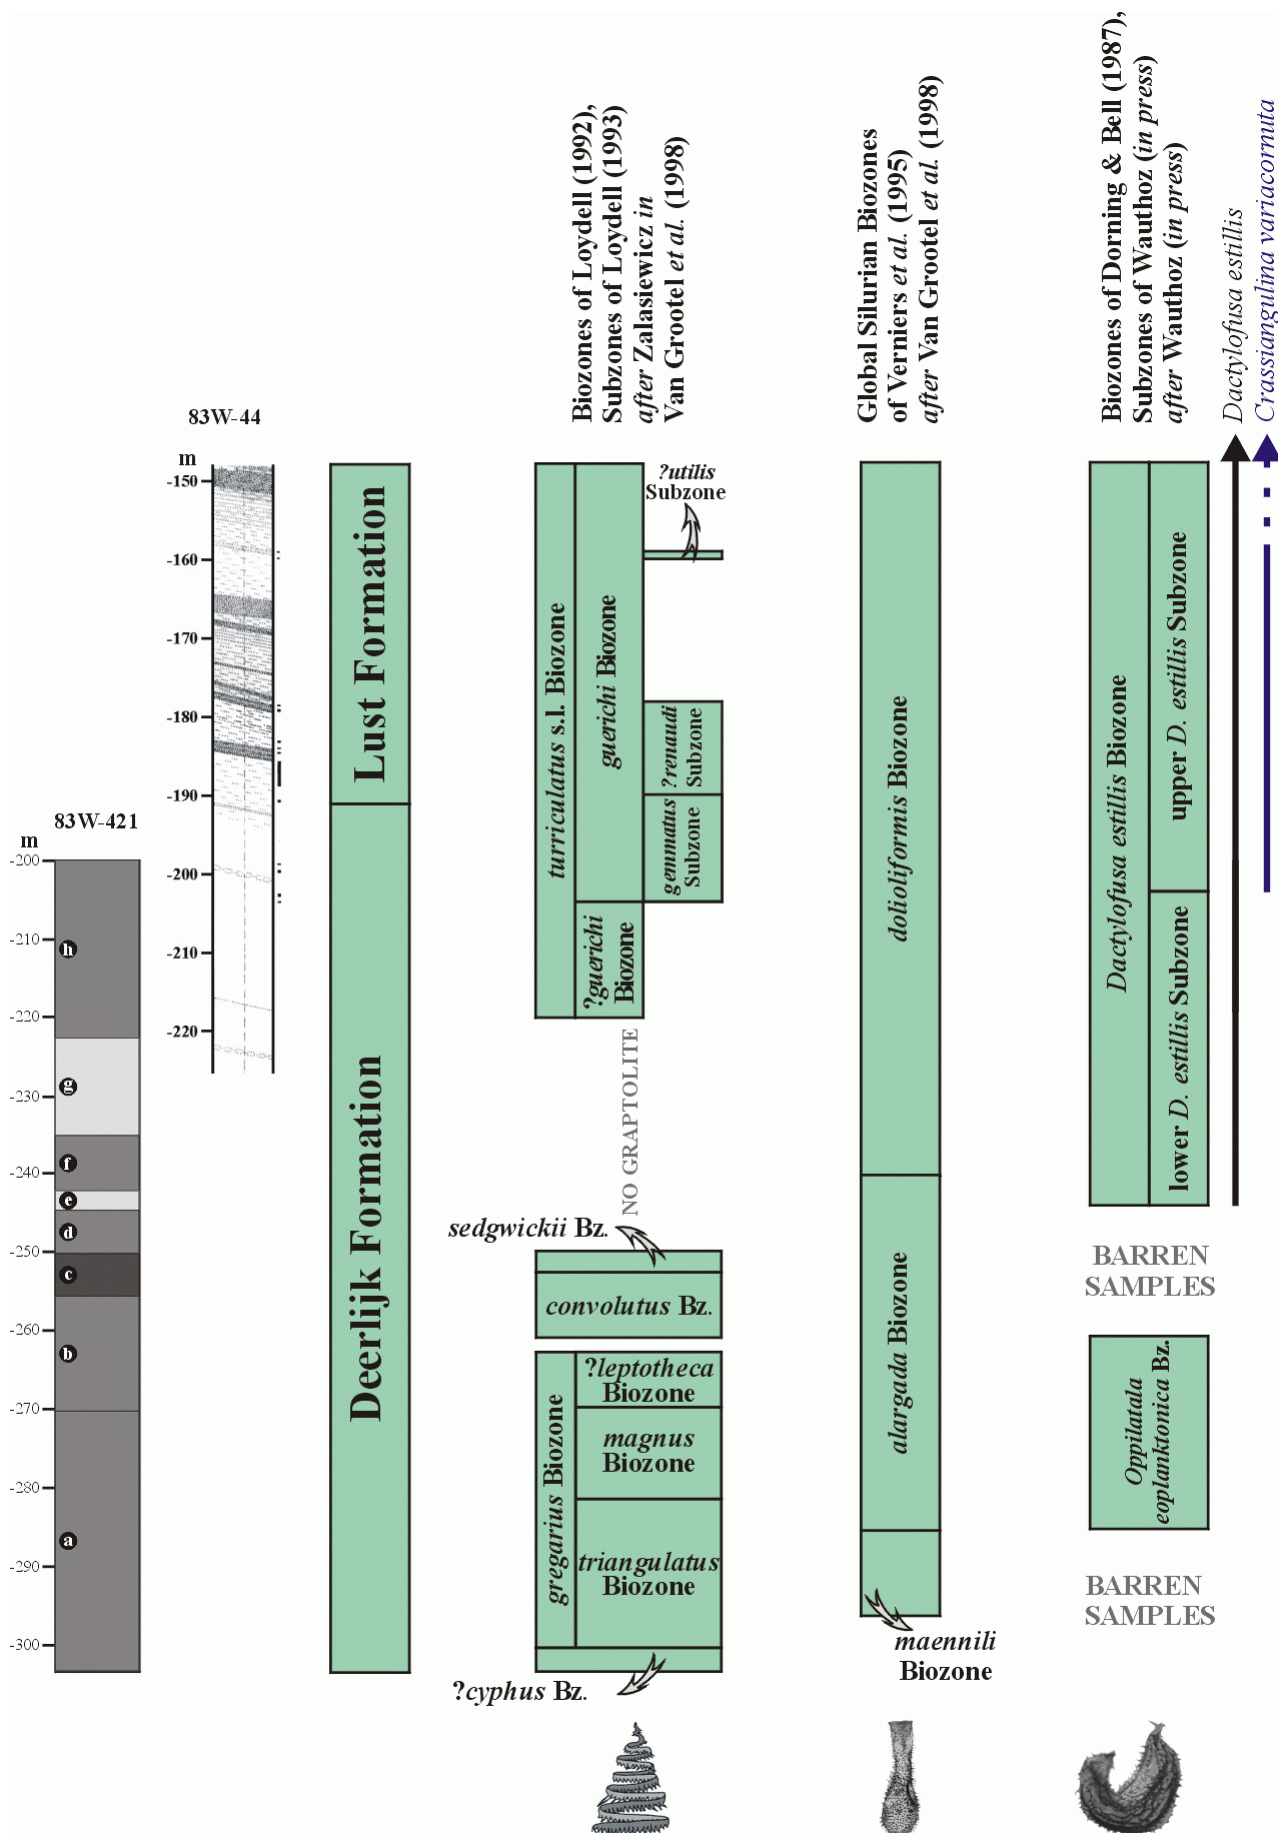 Biozones of Loydell (1992),
Subzones of Loydell (1993)
after Zalasiewicz in
Van Grootel et al. (1998)
Global Silurian Biozones
of Verniers et al. (1995)
after Van Grootel et al. (1998)
Biozones of Dorning & Bell (1987),
Subzones of Wauthoz (in press)
after Wauthoz (in press)
Dactylofusa estillis
Crassiangulina variacornuta
83W-44
m
-150
-160
-170
-180
-190
-200
-210
-220
83W-421
m
-200
-210
-220
-230
-240
-250
-260
-270
-280
-290
-300
h
g
f
e
d
c
b
a
Lust Formation
Deerlijk Formation
turriculatus s.l. Biozone
guerichi Biozone
?guerichi
Biozone
?utilis
Subzone
?renaudi
Subzone
gemmatus
Subzone
NO GRAPTOLITE
sedgwickii Bz.
convolutus Bz.
gregarius Biozone
?leptotheca
Biozone
magnus
Biozone
triangulatus
Biozone
?cyphus Bz.
dolioliformis Biozone
alargada Biozone
maennili
Biozone
Dactylofusa estillis Biozone
upper D. estillis Subzone
lower D. estillis Subzone
BARREN
SAMPLES
Oppilatala
eoplanktonica Bz.
BARREN
SAMPLES